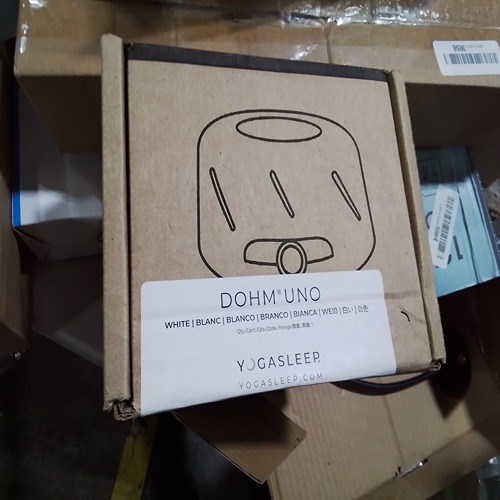 DOHM® UNO
WHITE | BLANC | BLANCO | BRANCO | BIANCA | WEIß | 白い | 白色
YOGASLEEP.
YOGASLEEP.COM